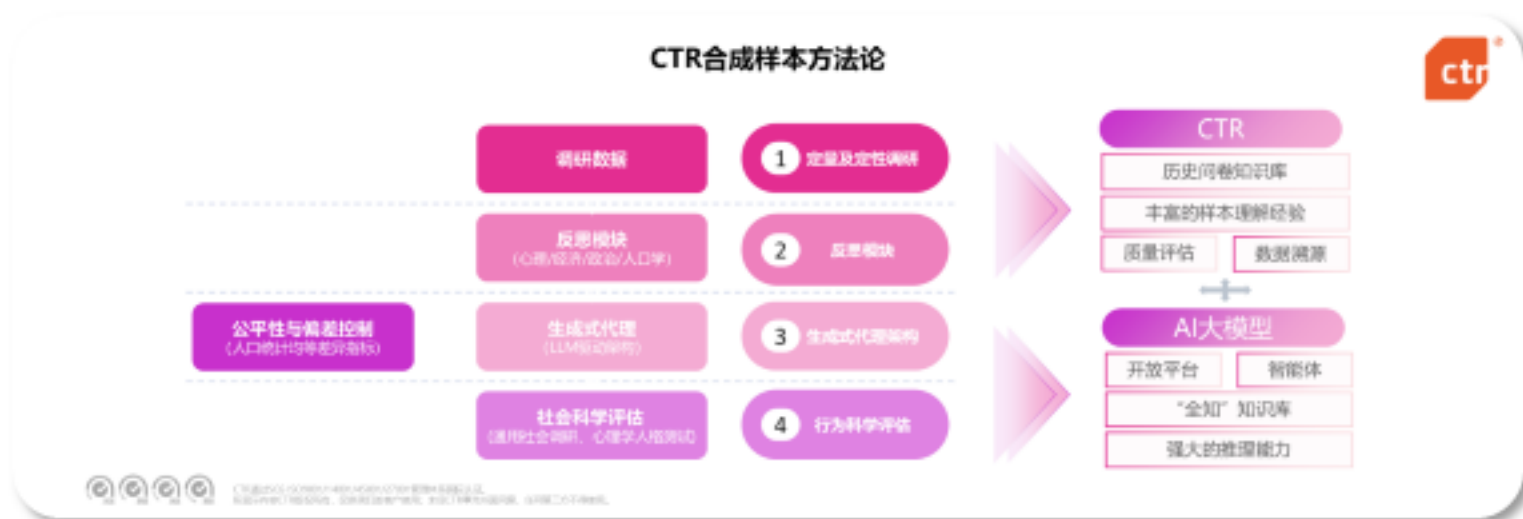 CTR合成样本方法论
ctr
调研数据
1 定量及定性调研
反思模块
(心理/经济/政治/人口学)
2 反思模块
公平性与偏差控制
(人口统计均等差异指标)
生成式代理
(LLM驱动架构)
3 生成式代理架构
社会科学评估
(通用社会调研、心理学人格测试)
4 行为科学评估
CTR
历史问卷知识库
丰富的样本理解经验
质量评估
数据溯源
AI大模型
开放平台
智能体
“全知”知识库
强大的推理能力